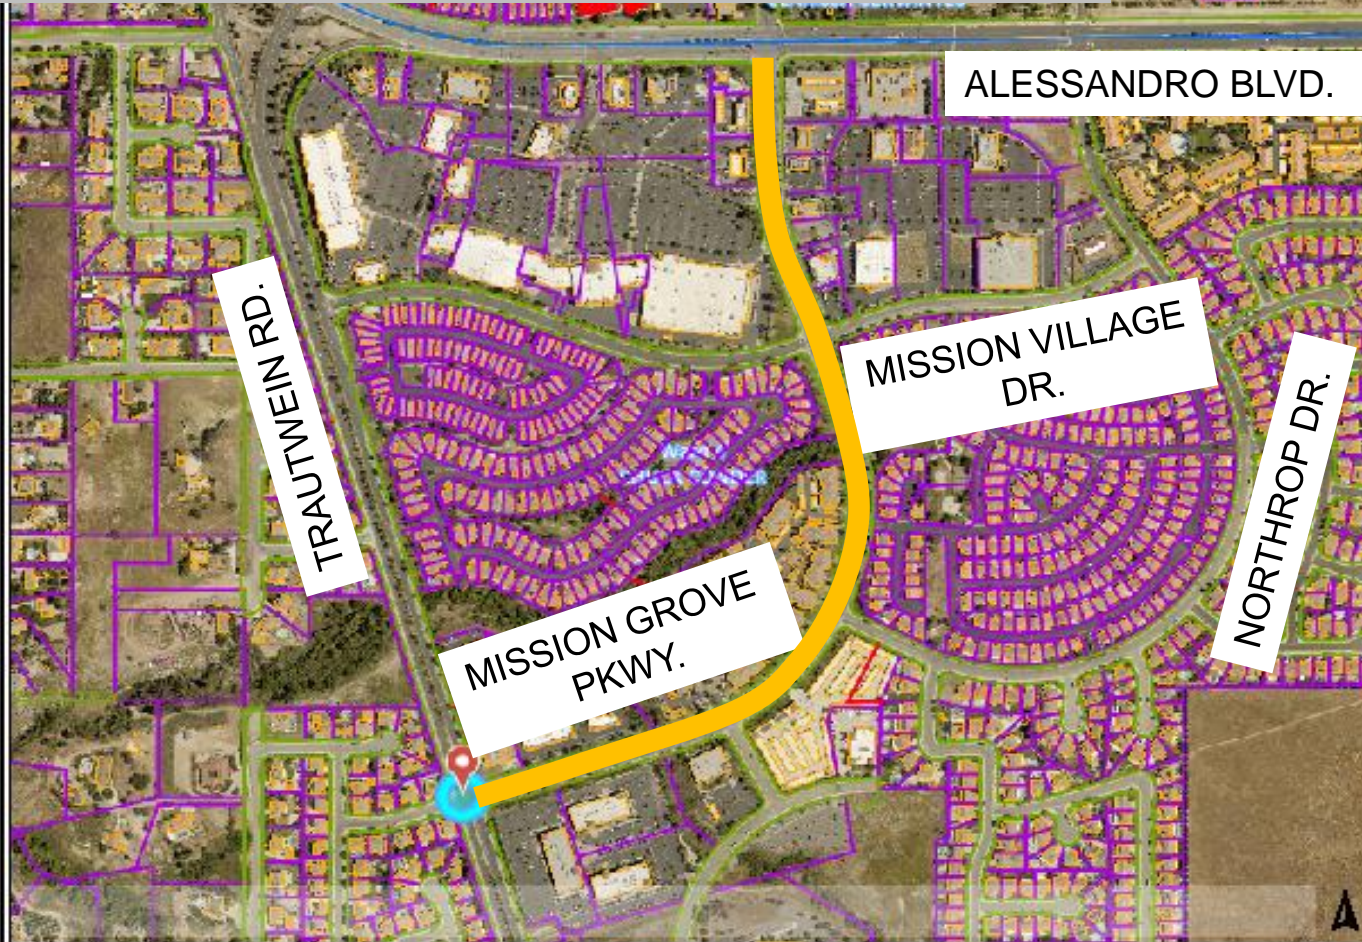 ALESSANDRO BLVD.
TRAUTWEIN RD.
MISSION VILLAGE
DR.
NORTHROP DR.
MISSION GROVE
PKWY.